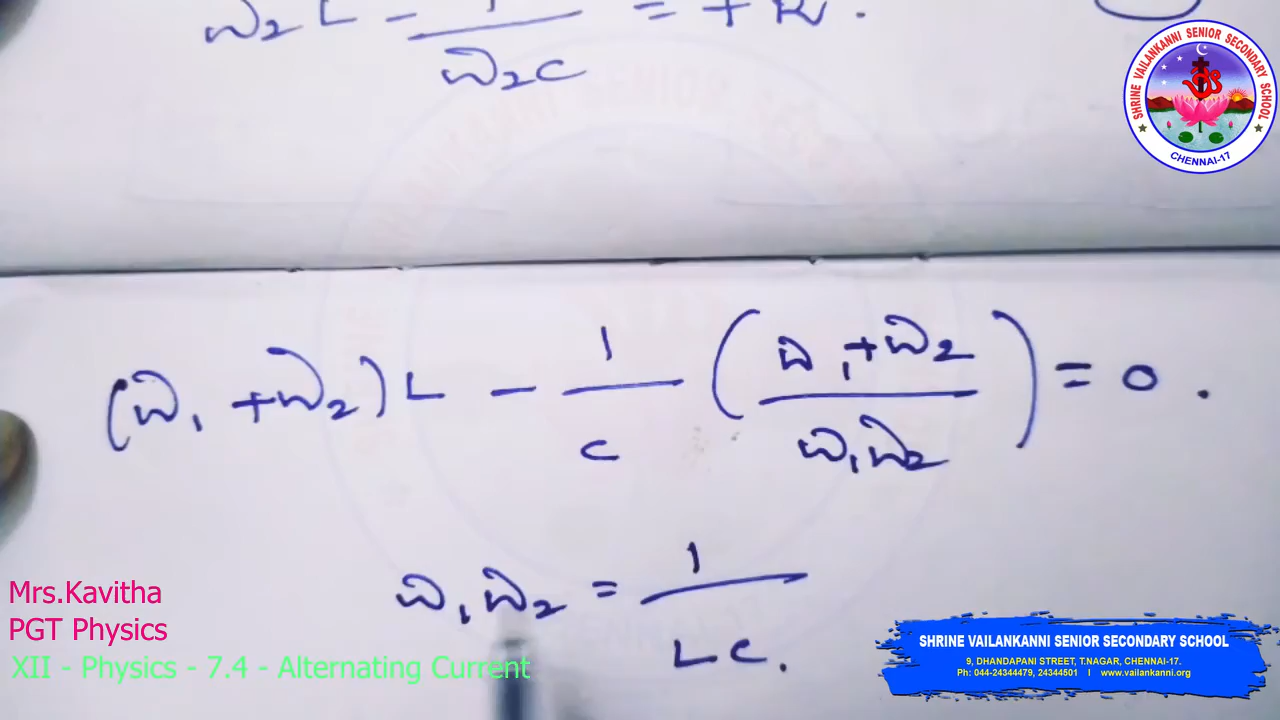 ω₂L - 1/ω₂C = +R.
(ω₁ + ω₂) L - 1/C ( ω₁ + ω₂ / ω₁ω₂ ) = 0.
ω₁ω₂ = 1/LC.
SHRINE VAILANKANNI SENIOR SECONDARY SCHOOL
CHENNAI-17
Mrs.Kavitha
PGT Physics
XII - Physics - 7.4 - Alternating Current
SHRINE VAILANKANNI SENIOR SECONDARY SCHOOL
9, DHANDAPANI STREET, T.NAGAR, CHENNAI-17.
Ph: 044-24344479, 24344501 I www.vailankanni.org